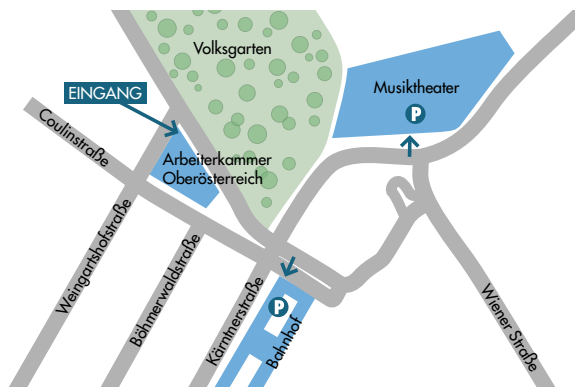 Volksgarten
Musiktheater
P
EINGANG
Coulinstraße
Arbeiterkammer
Oberösterreich
Weingartshofstraße
Böhmerwaldstraße
Kärntnerstraße
P
Bahnhof
Wiener Straße